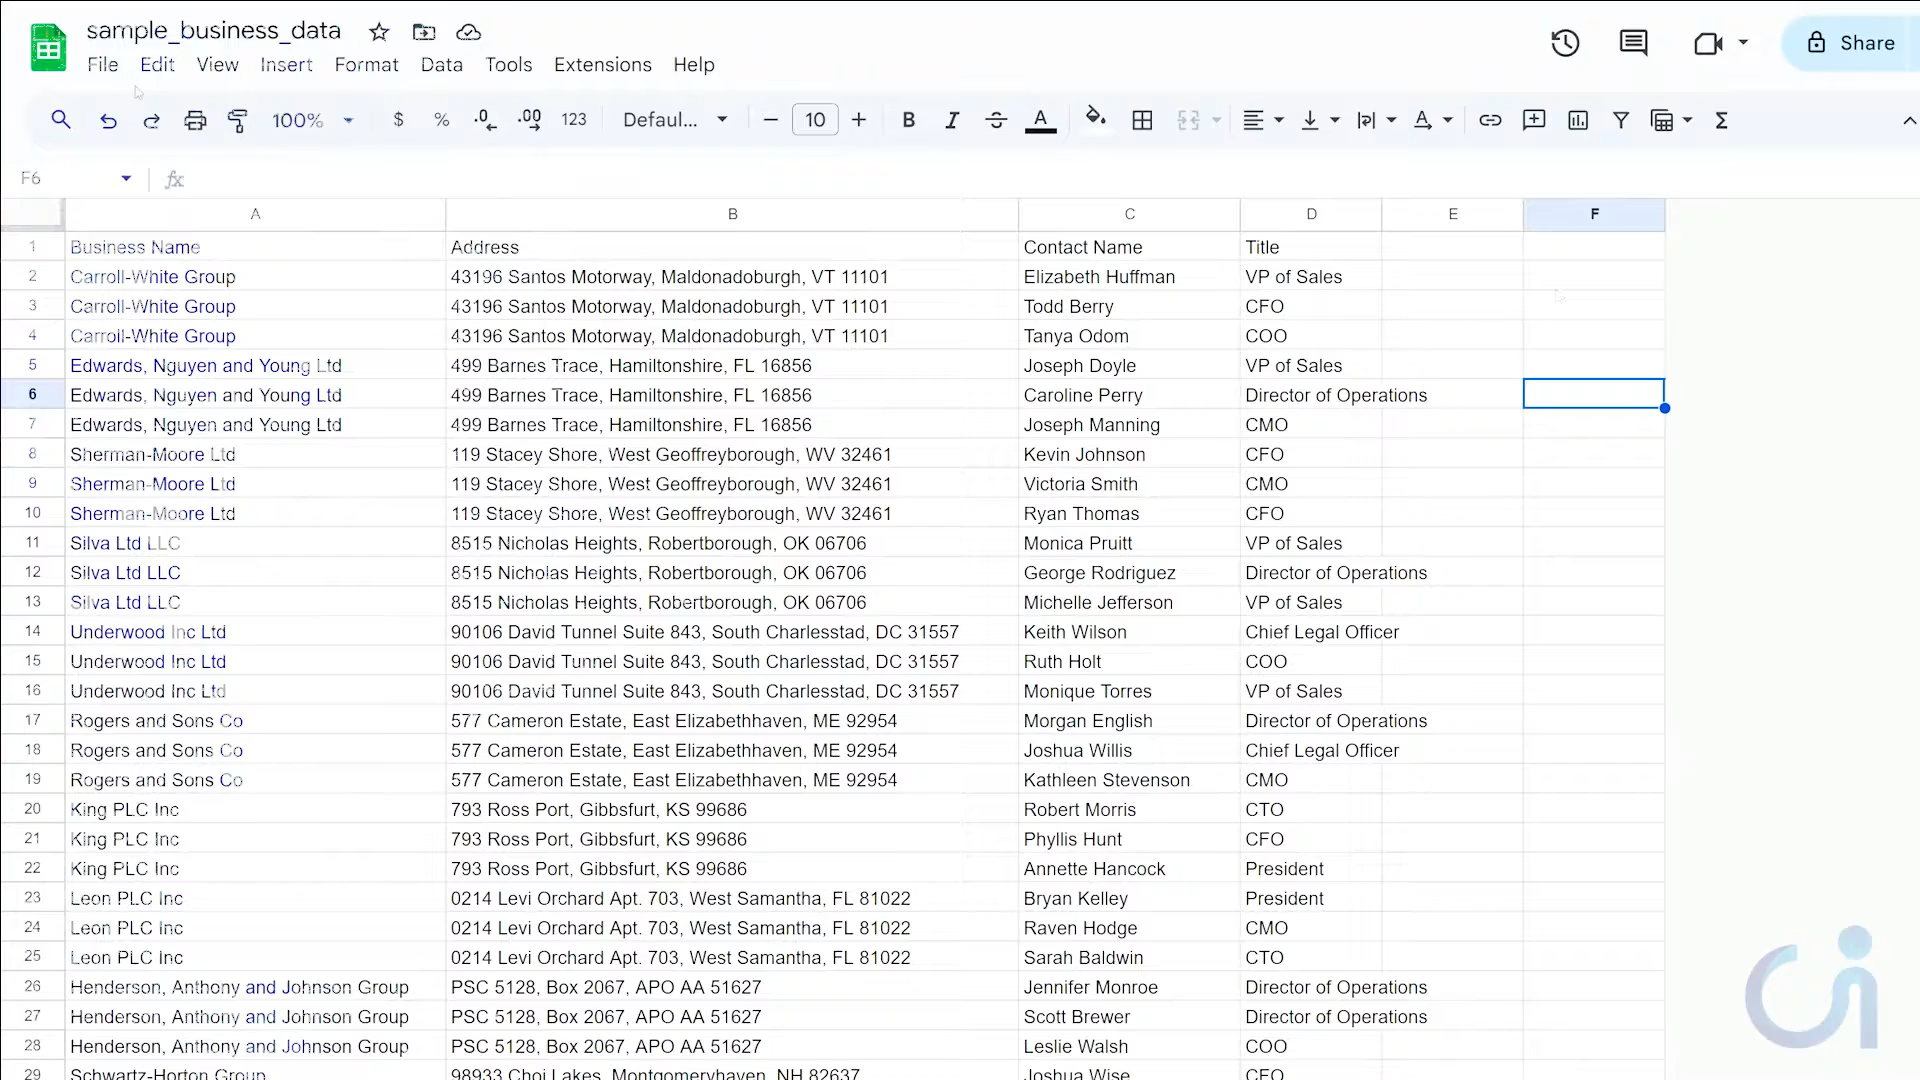 sample_business_data
File Edit View Insert Format Data Tools Extensions Help
Share
100% $ % .0 .00 123 Defaul... 10 B I A A Σ
F6 fx
A B C D E F
1 Business Name Address Contact Name Title
2 Carroll-White Group 43196 Santos Motorway, Maldonadoburgh, VT 11101 Elizabeth Huffman VP of Sales
3 Carroll-White Group 43196 Santos Motorway, Maldonadoburgh, VT 11101 Todd Berry CFO
4 Carroll-White Group 43196 Santos Motorway, Maldonadoburgh, VT 11101 Tanya Odom COO
5 Edwards, Nguyen and Young Ltd 499 Barnes Trace, Hamiltonshire, FL 16856 Joseph Doyle VP of Sales
6 Edwards, Nguyen and Young Ltd 499 Barnes Trace, Hamiltonshire, FL 16856 Caroline Perry Director of Operations
7 Edwards, Nguyen and Young Ltd 499 Barnes Trace, Hamiltonshire, FL 16856 Joseph Manning CMO
8 Sherman-Moore Ltd 119 Stacey Shore, West Geoffreyborough, WV 32461 Kevin Johnson CFO
9 Sherman-Moore Ltd 119 Stacey Shore, West Geoffreyborough, WV 32461 Victoria Smith CMO
10 Sherman-Moore Ltd 119 Stacey Shore, West Geoffreyborough, WV 32461 Ryan Thomas CFO
11 Silva Ltd LLC 8515 Nicholas Heights, Robertborough, OK 06706 Monica Pruitt VP of Sales
12 Silva Ltd LLC 8515 Nicholas Heights, Robertborough, OK 06706 George Rodriguez Director of Operations
13 Silva Ltd LLC 8515 Nicholas Heights, Robertborough, OK 06706 Michelle Jefferson VP of Sales
14 Underwood Inc Ltd 90106 David Tunnel Suite 843, South Charlesstad, DC 31557 Keith Wilson Chief Legal Officer
15 Underwood Inc Ltd 90106 David Tunnel Suite 843, South Charlesstad, DC 31557 Ruth Holt COO
16 Underwood Inc Ltd 90106 David Tunnel Suite 843, South Charlesstad, DC 31557 Monique Torres VP of Sales
17 Rogers and Sons Co 577 Cameron Estate, East Elizabethhaven, ME 92954 Morgan English Director of Operations
18 Rogers and Sons Co 577 Cameron Estate, East Elizabethhaven, ME 92954 Joshua Willis Chief Legal Officer
19 Rogers and Sons Co 577 Cameron Estate, East Elizabethhaven, ME 92954 Kathleen Stevenson CMO
20 King PLC Inc 793 Ross Port, Gibbsfurt, KS 99686 Robert Morris CTO
21 King PLC Inc 793 Ross Port, Gibbsfurt, KS 99686 Phyllis Hunt CFO
22 King PLC Inc 793 Ross Port, Gibbsfurt, KS 99686 Annette Hancock President
23 Leon PLC Inc 0214 Levi Orchard Apt. 703, West Samantha, FL 81022 Bryan Kelley President
24 Leon PLC Inc 0214 Levi Orchard Apt. 703, West Samantha, FL 81022 Raven Hodge CMO
25 Leon PLC Inc 0214 Levi Orchard Apt. 703, West Samantha, FL 81022 Sarah Baldwin CTO
26 Henderson, Anthony and Johnson Group PSC 5128, Box 2067, APO AA 51627 Jennifer Monroe Director of Operations
27 Henderson, Anthony and Johnson Group PSC 5128, Box 2067, APO AA 51627 Scott Brewer Director of Operations
28 Henderson, Anthony and Johnson Group PSC 5128, Box 2067, APO AA 51627 Leslie Walsh COO
29 Schwartz-Horton Group 98933 Choi Lakes, Montgomeryhaven, NH 82637 Joshua Wise